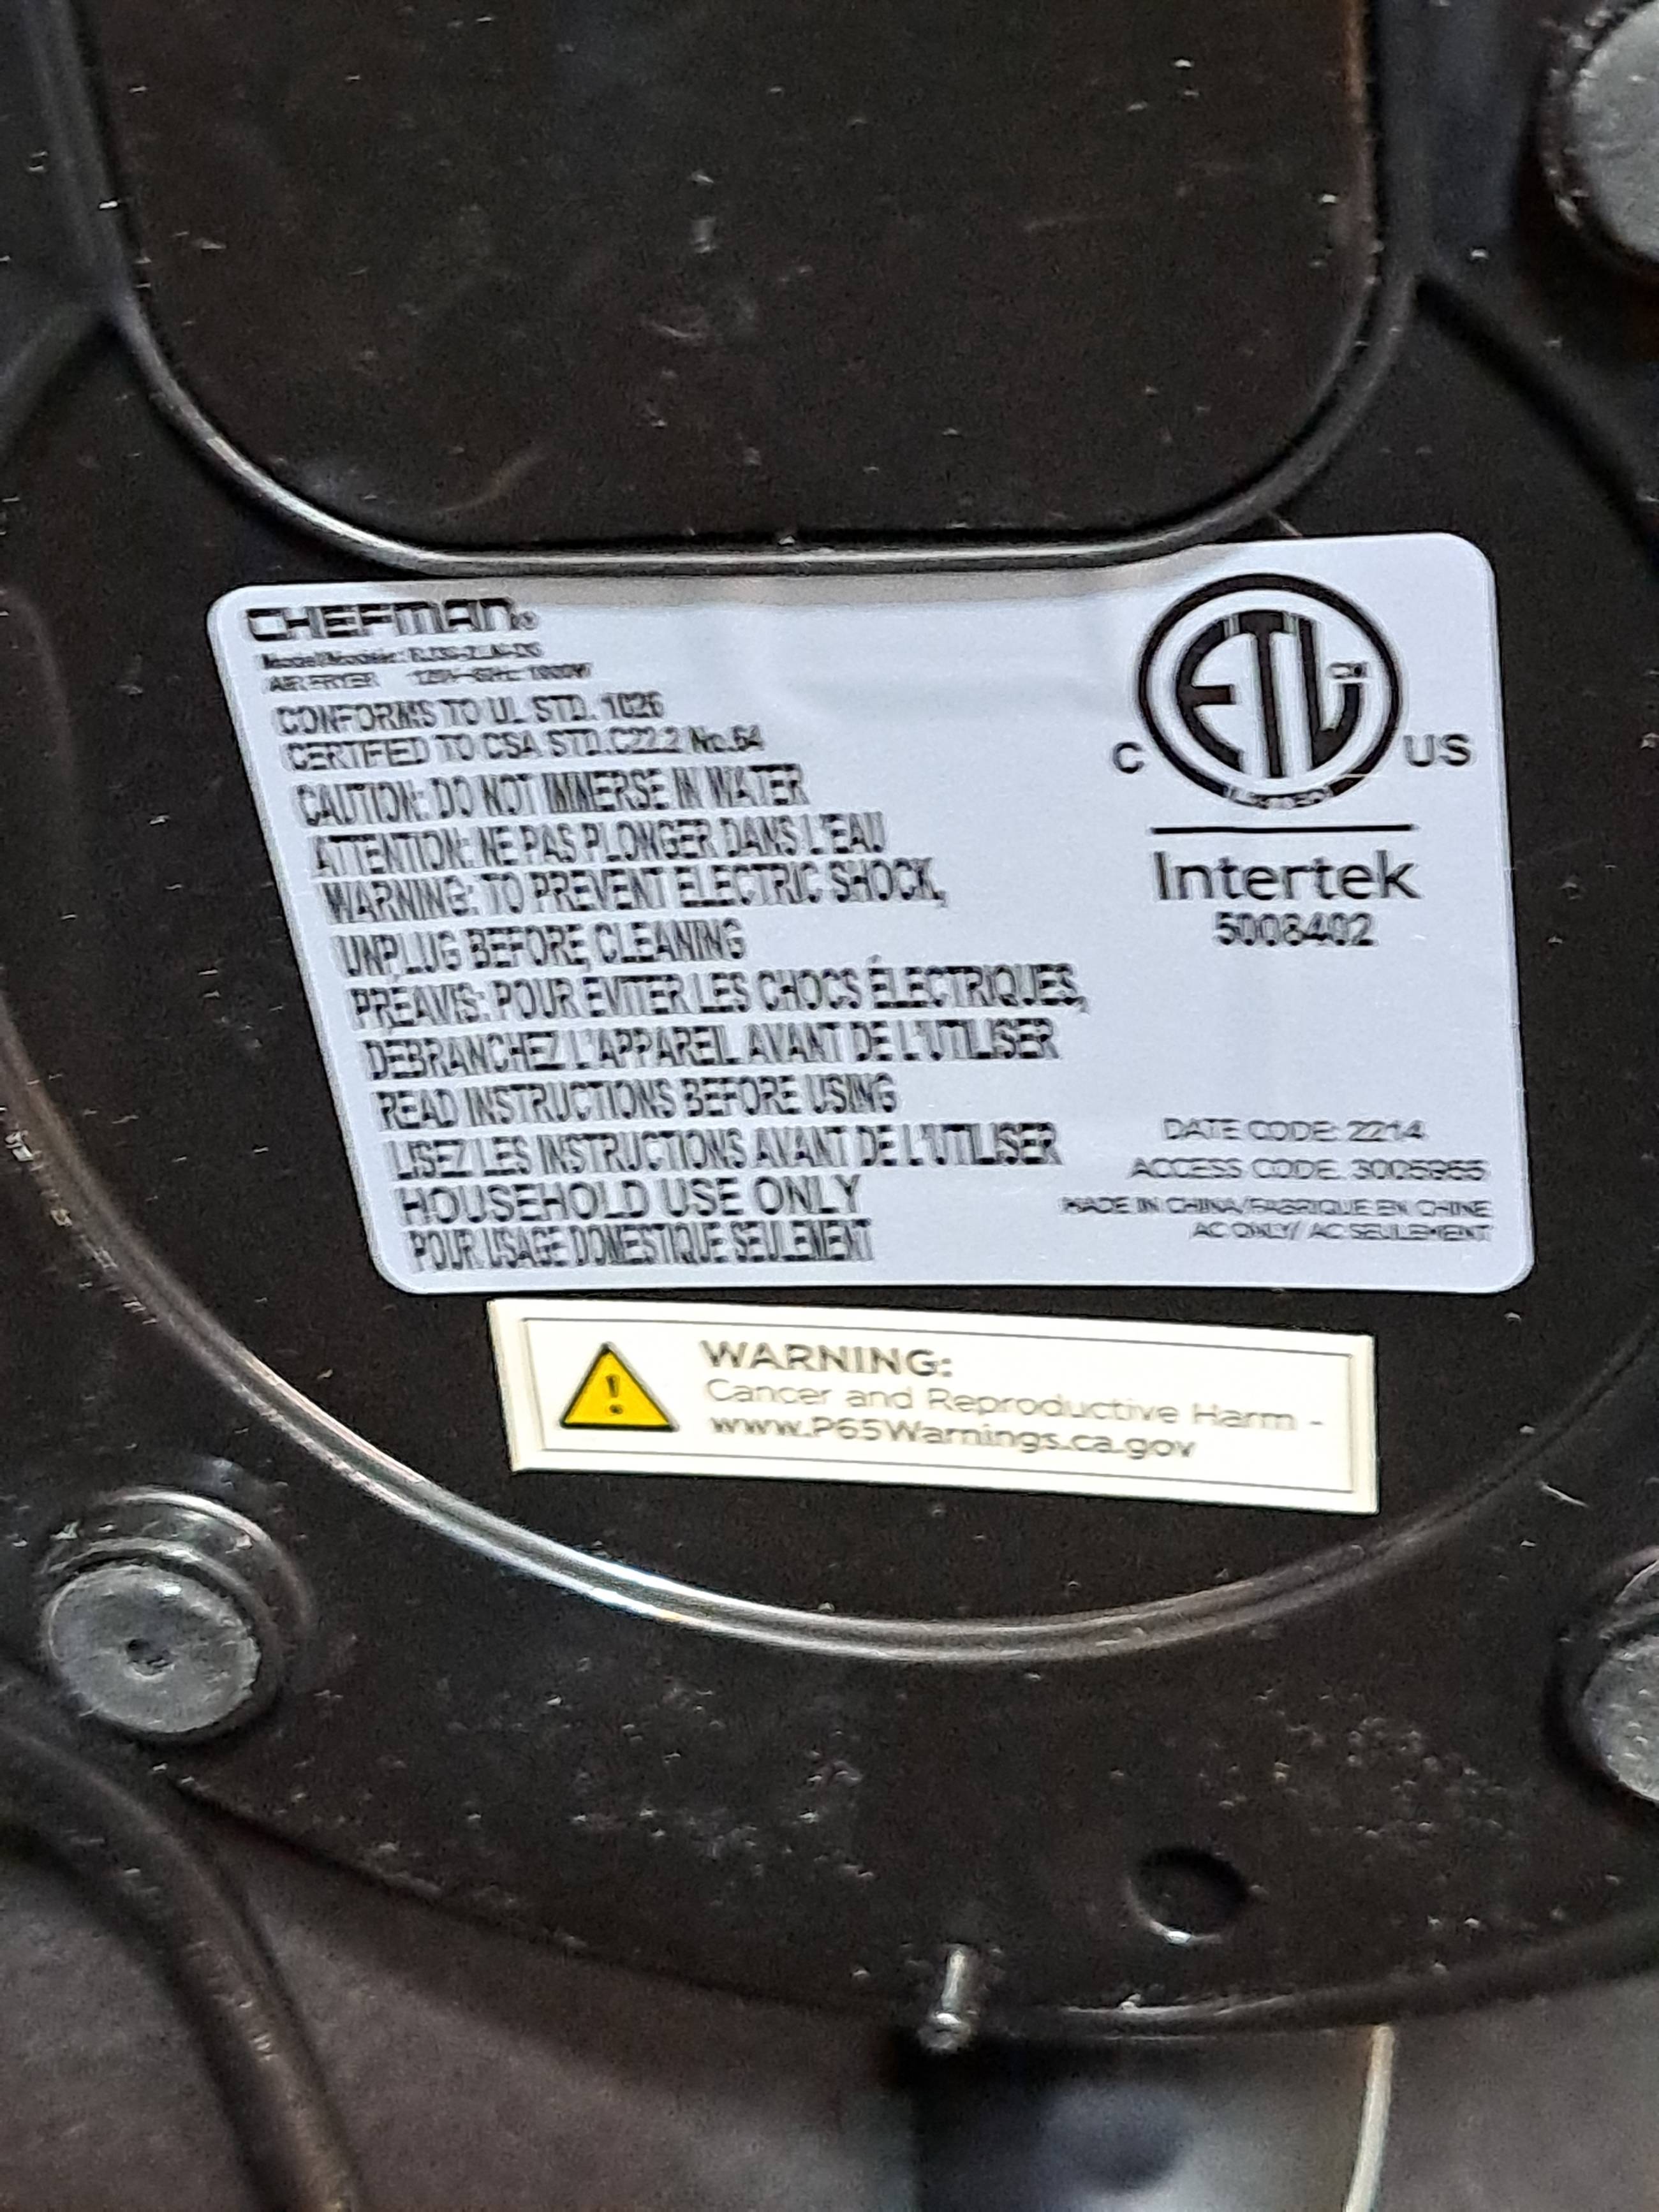 CHEFMAN®
AIR FRYER
CONFORMS TO UL STD. 1026
CERTIFIED TO CSA STD.C22.2 No.64
CAUTION: DO NOT IMMERSE IN WATER
ATTENTION: NE PAS PLONGER DANS L'EAU
WARNING: TO PREVENT ELECTRIC SHOCK,
UNPLUG BEFORE CLEANING
PREAVIS: POUR EVITER LES CHOCS ÉLECTRIQUES,
DEBRANCHEZ L'APPAREIL AVANT DE L'UTILISER
READ INSTRUCTIONS BEFORE USING
LISEZ LES INSTRUCTIONS AVANT DE L'UTILISER
HOUSEHOLD USE ONLY
POUR USAGE DOMESTIQUE SEULEMENT
ETL
CM
C US
LISTED
Intertek
5008402
DATE CODE: 2214
ACCESS CODE:
MADE IN CHINA/FABRIQUE EN CHINE
AC ONLY/ AC SEULEMENT
WARNING:
Cancer and Reproductive Harm -
www.P65Warnings.ca.gov